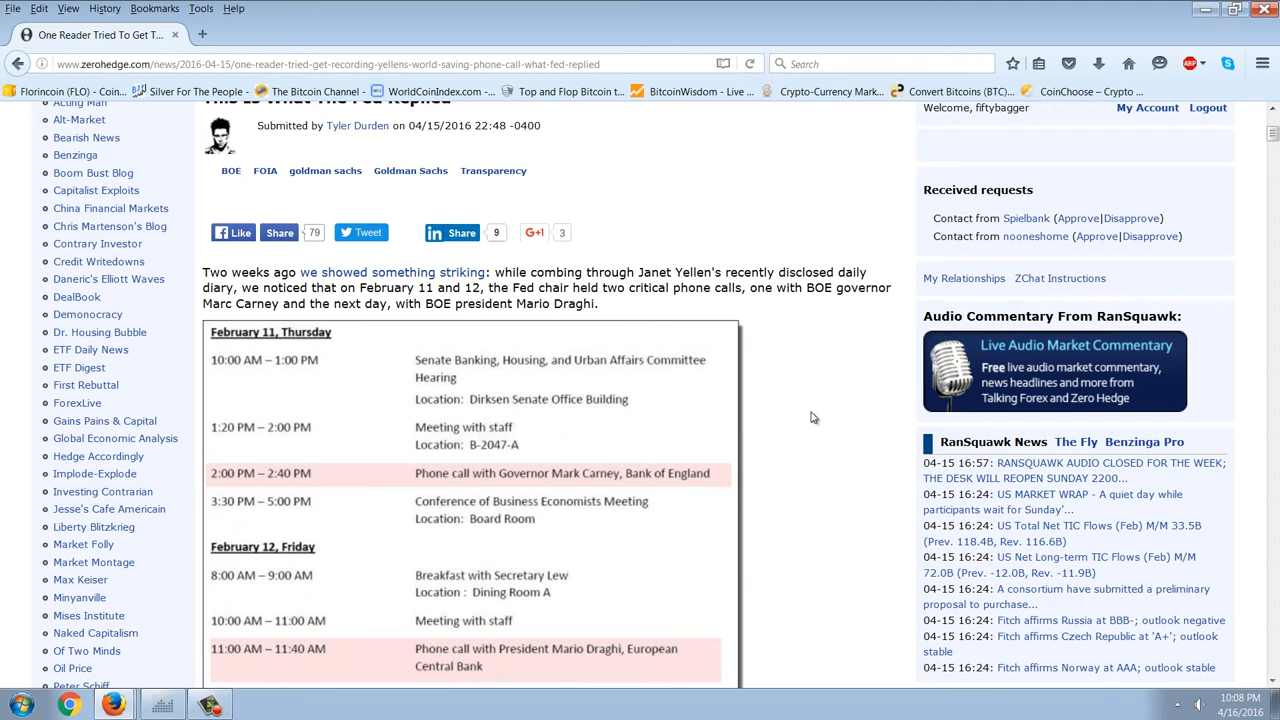 File Edit View History Bookmarks Tools Help
One Reader Tried To Get T...
www.zerohedge.com/news/2016-04-15/one-reader-tried-get-recording-yellens-world-saving-phone-call-what-fed-replied
Search
Florincoin (FLO) - Coin... Silver For The People - The Bitcoin Channel - WorldCoinIndex.com -... Top and Flop Bitcoin t... BitcoinWisdom - Live ... Crypto-Currency Mark... Convert Bitcoins (BTC)... CoinChoose – Crypto ...
Acting Man
Alt-Market
Bearish News
Benzinga
Boom Bust Blog
Capitalist Exploits
China Financial Markets
Chris Martenson's Blog
Contrary Investor
Credit Writedowns
Daneric's Elliott Waves
DealBook
Demonocracy
Dr. Housing Bubble
ETF Daily News
ETF Digest
First Rebuttal
ForexLive
Gains Pains & Capital
Global Economic Analysis
Hedge Accordingly
Implode-Explode
Investing Contrarian
Jesse's Cafe Americain
Liberty Blitzkrieg
Market Folly
Market Montage
Max Keiser
Minyanville
Mises Institute
Naked Capitalism
Of Two Minds
Oil Price
Peter Schiff
This Is What The Fed Replied
Submitted by Tyler Durden on 04/15/2016 22:48 -0400
BOE FOIA goldman sachs Goldman Sachs Transparency
Like Share 79 Tweet Share 9 G+1 3
Two weeks ago we showed something striking: while combing through Janet Yellen's recently disclosed daily
diary, we noticed that on February 11 and 12, the Fed chair held two critical phone calls, one with BOE governor
Marc Carney and the next day, with BOE president Mario Draghi.
February 11, Thursday
10:00 AM – 1:00 PM Senate Banking, Housing, and Urban Affairs Committee
Hearing
Location: Dirksen Senate Office Building
1:20 PM – 2:00 PM Meeting with staff
Location: B-2047-A
2:00 PM – 2:40 PM Phone call with Governor Mark Carney, Bank of England
3:30 PM – 5:00 PM Conference of Business Economists Meeting
Location: Board Room
February 12, Friday
8:00 AM – 9:00 AM Breakfast with Secretary Lew
Location : Dining Room A
10:00 AM – 11:00 AM Meeting with staff
11:00 AM – 11:40 AM Phone call with President Mario Draghi, European
Central Bank
Welcome, fiftybagger My Account Logout
Received requests
Contact from Spielbank (Approve|Disapprove)
Contact from nooneshome (Approve|Disapprove)
My Relationships ZChat Instructions
Audio Commentary From RanSquawk:
Live Audio Market Commentary
Free live audio market commentary,
news headlines and more from
Talking Forex and Zero Hedge
RanSquawk News The Fly Benzinga Pro
04-15 16:57: RANSQUAWK AUDIO CLOSED FOR THE WEEK;
THE DESK WILL REOPEN SUNDAY 2200...
04-15 16:24: US MARKET WRAP - A quiet day while
participants wait for Sunday'...
04-15 16:24: US Total Net TIC Flows (Feb) M/M 33.5B
(Prev. 118.4B, Rev. 116.6B)
04-15 16:24: US Net Long-term TIC Flows (Feb) M/M
72.0B (Prev. -12.0B, Rev. -11.9B)
04-15 16:24: A consortium have submitted a preliminary
proposal to purchase...
04-15 16:24: Fitch affirms Russia at BBB-; outlook negative
04-15 16:24: Fitch affirms Czech Republic at 'A+'; outlook
stable
04-15 16:24: Fitch affirms Norway at AAA; outlook stable
10:08 PM
4/16/2016